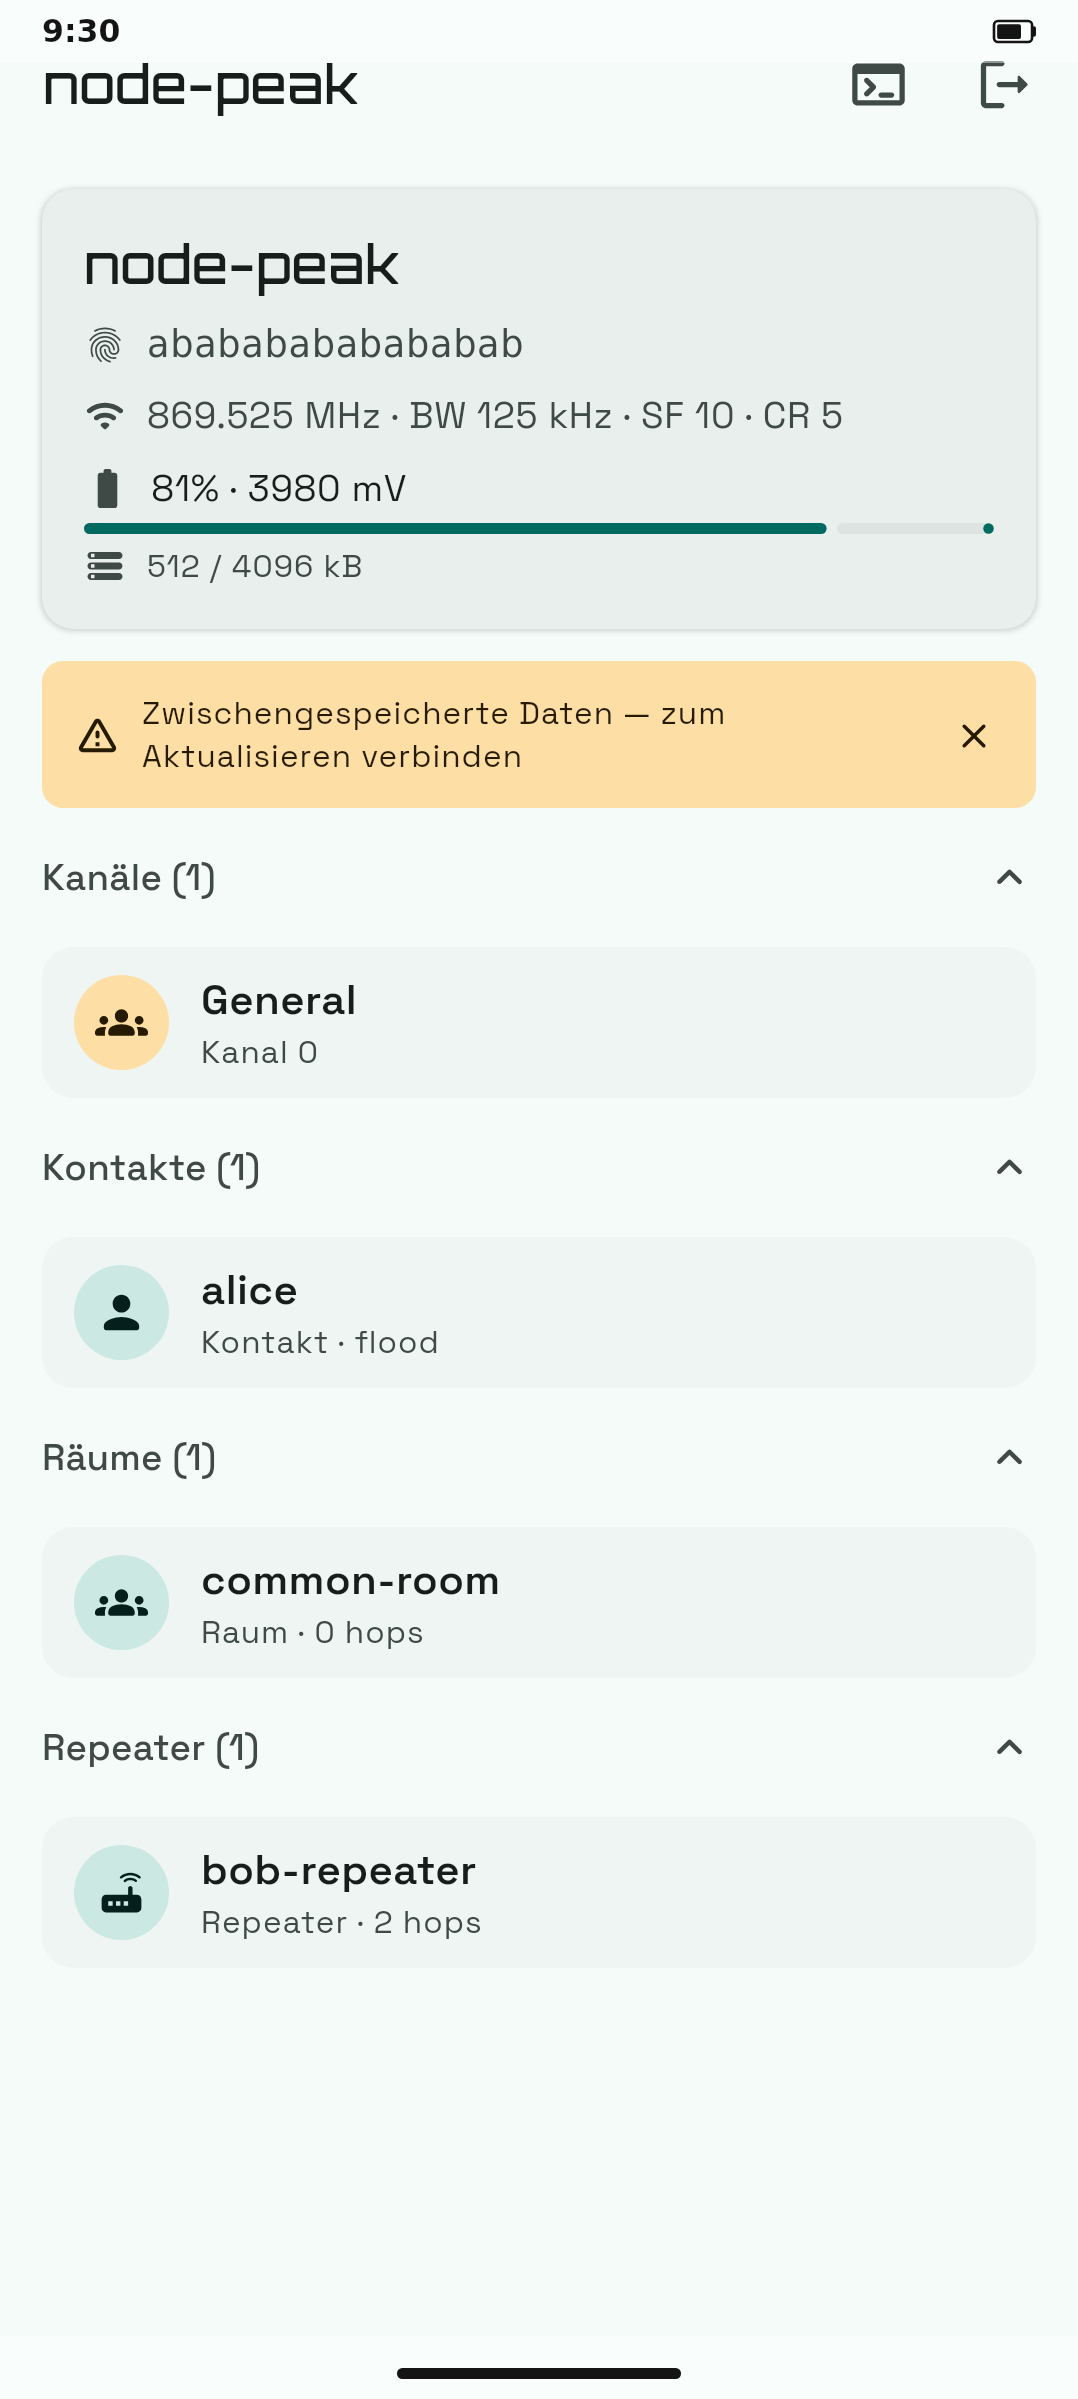 9:30
node-peak
node-peak
abababababababab
869.525 MHz · BW 125 kHz · SF 10 · CR 5
81% · 3980 mV
512 / 4096 kB
Zwischengespeicherte Daten — zum
Aktualisieren verbinden
Kanäle (1)
General
Kanal 0
Kontakte (1)
alice
Kontakt · flood
Räume (1)
common-room
Raum · 0 hops
Repeater (1)
bob-repeater
Repeater · 2 hops